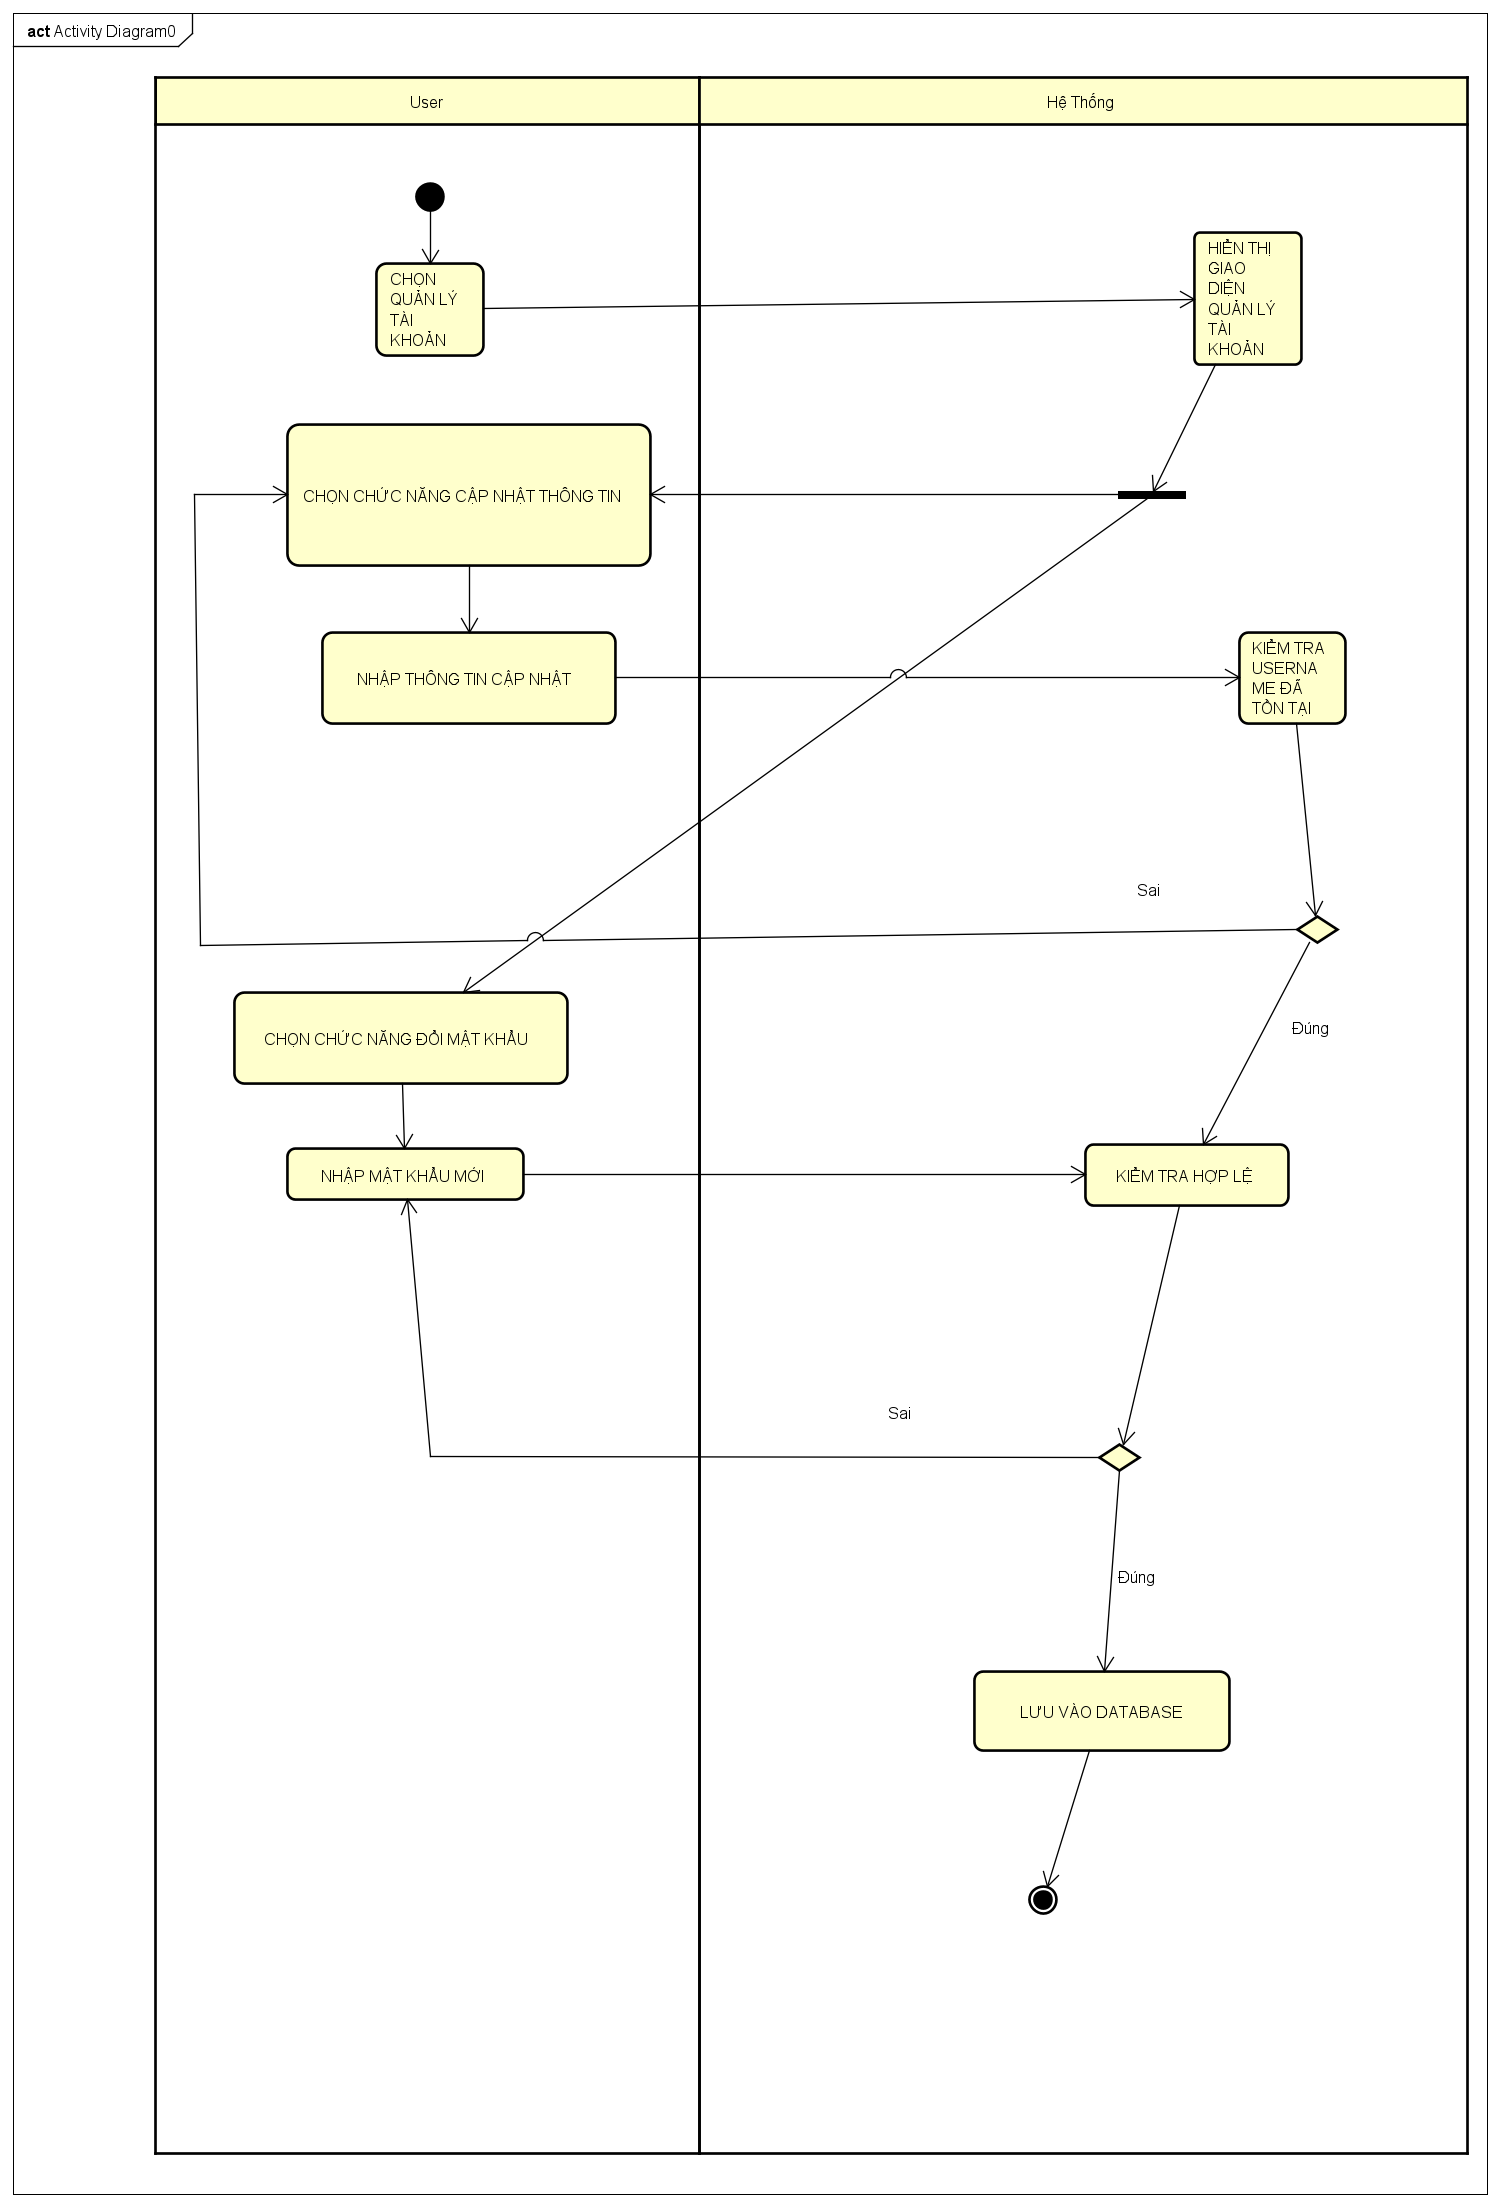 act Activity Diagram0
User
Hệ Thống
CHỌN
QUẢN LÝ
TÀI
KHOẢN
HIỂN THỊ
GIAO
DIỆN
QUẢN LÝ
TÀI
KHOẢN
CHỌN CHỨC NĂNG CẬP NHẬT THÔNG TIN
NHẬP THÔNG TIN CẬP NHẬT
KIỂM TRA
USERNA
ME ĐÃ
TỒN TẠI
Sai
Đúng
CHỌN CHỨC NĂNG ĐỔI MẬT KHẨU
NHẬP MẬT KHẨU MỚI
KIỂM TRA HỢP LỆ
Sai
Đúng
LƯU VÀO DATABASE